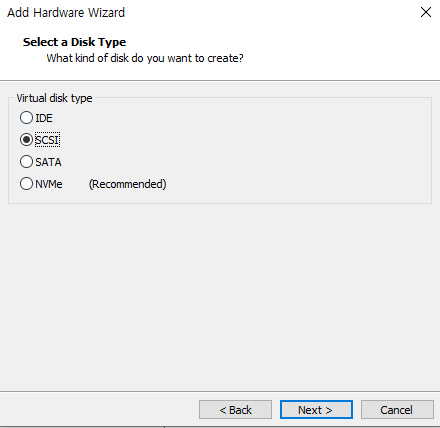 Add Hardware Wizard
Select a Disk Type
What kind of disk do you want to create?
Virtual disk type
IDE
SCSI
SATA
NVMe (Recommended)
< Back Next > Cancel